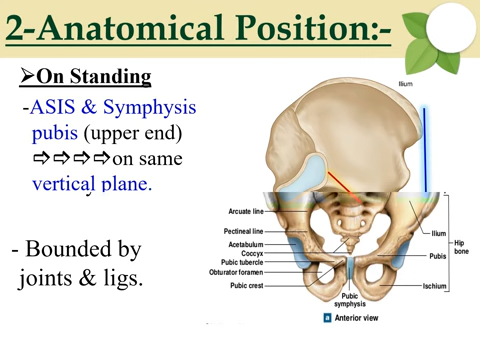 2-Anatomical Position:-
➢On Standing
-ASIS & Symphysis
pubis (upper end)
⇨⇨⇨⇨on same
vertical plane.
- Bounded by
joints & ligs.
Ilium
Arcuate line
Pectineal line
Acetabulum
Coccyx
Pubic tubercle
Obturator foramen
Pubic crest
Ilium
Hip
bone
Pubis
Ischium
Pubic
symphysis
a Anterior view